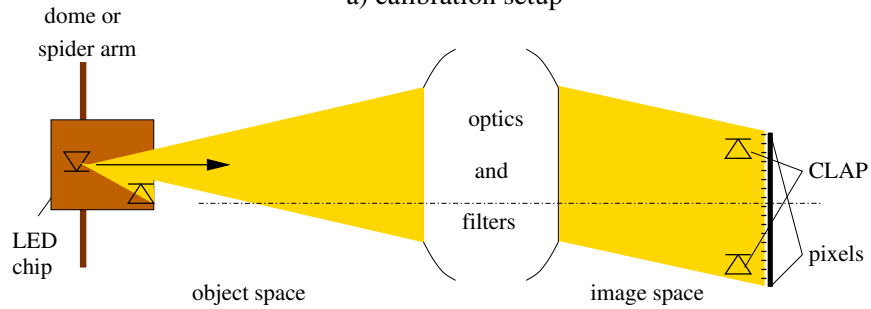 a) calibration setup
dome or
spider arm
optics
and
filters
CLAP
pixels
LED
chip
object space
image space